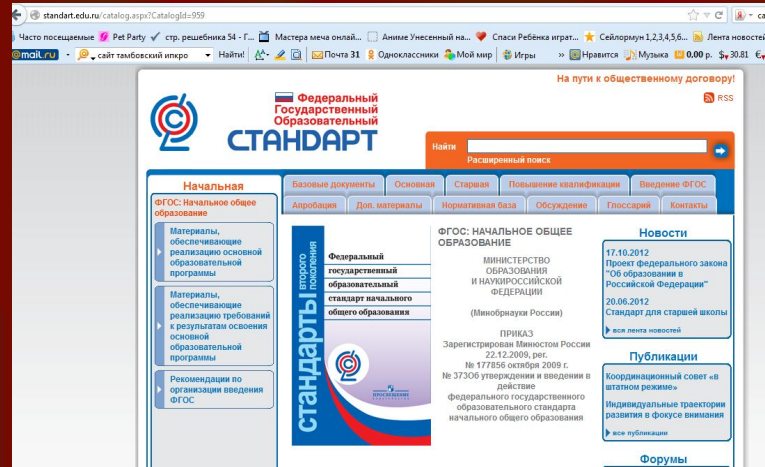 standart.edu.ru/catalog.aspx?CatalogId=959
Часто посещаемые Pet Party стр. решебника 54 - Г... Мастера меча онлай... Аниме Унесенный на... Спаси Ребёнка играт... Сейлормун 1,2,3,4,5,6... Лента новостей
@mail.ru сайт тамбовский ипкро Найти! Почта 31 Одноклассники Мой мир Игры » Нравится Музыка 0.00 р. $ 30.81 €
На пути к общественному договору!
RSS
Федеральный
Государственный
Образовательный
СТАНДАРТ
Найти
Расширенный поиск
Начальная
ФГОС: Начальное общее
образование
Материалы,
обеспечивающие
реализацию основной
образовательной
программы
Материалы,
обеспечивающие
реализацию требований
к результатам освоения
основной
образовательной
программы
Рекомендации по
организации введения
ФГОС
Базовые документы Основная Старшая Повышение квалификации Введение ФГОС
Апробация Доп. материалы Нормативная база Обсуждение Глоссарий Контакты
стандарты второго поколения
Федеральный
государственный
образовательный
стандарт начального
общего образования
ПРОСВЕЩЕНИЕ
ФГОС: НАЧАЛЬНОЕ ОБЩЕЕ
ОБРАЗОВАНИЕ
МИНИСТЕРСТВО
ОБРАЗОВАНИЯ
И НАУКИРОССИЙСКОЙ
ФЕДЕРАЦИИ
(Минобрнауки России)
ПРИКАЗ
Зарегистрирован Минюстом России
22.12.2009, рег.
№ 177856 октября 2009 г.
№ 373Об утверждении и введении в
действие
федерального государственного
образовательного стандарта
начального общего образования
Новости
17.10.2012
Проект федерального закона
"Об образовании в
Российской Федерации"
20.06.2012
Стандарт для старшей школы
вся лента новостей
Публикации
Координационный совет «в
штатном режиме»
Индивидуальные траектории
развития в фокусе внимания
все публикации
Форумы